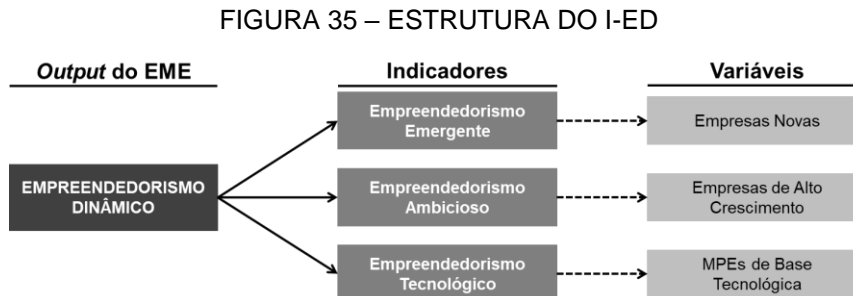 FIGURA 35 – ESTRUTURA DO I-ED
Output do EME
Indicadores
Variáveis
EMPREENDEDORISMO
DINÂMICO
Empreendedorismo
Emergente
Empresas Novas
Empreendedorismo
Ambicioso
Empresas de Alto
Crescimento
Empreendedorismo
Tecnológico
MPEs de Base
Tecnológica